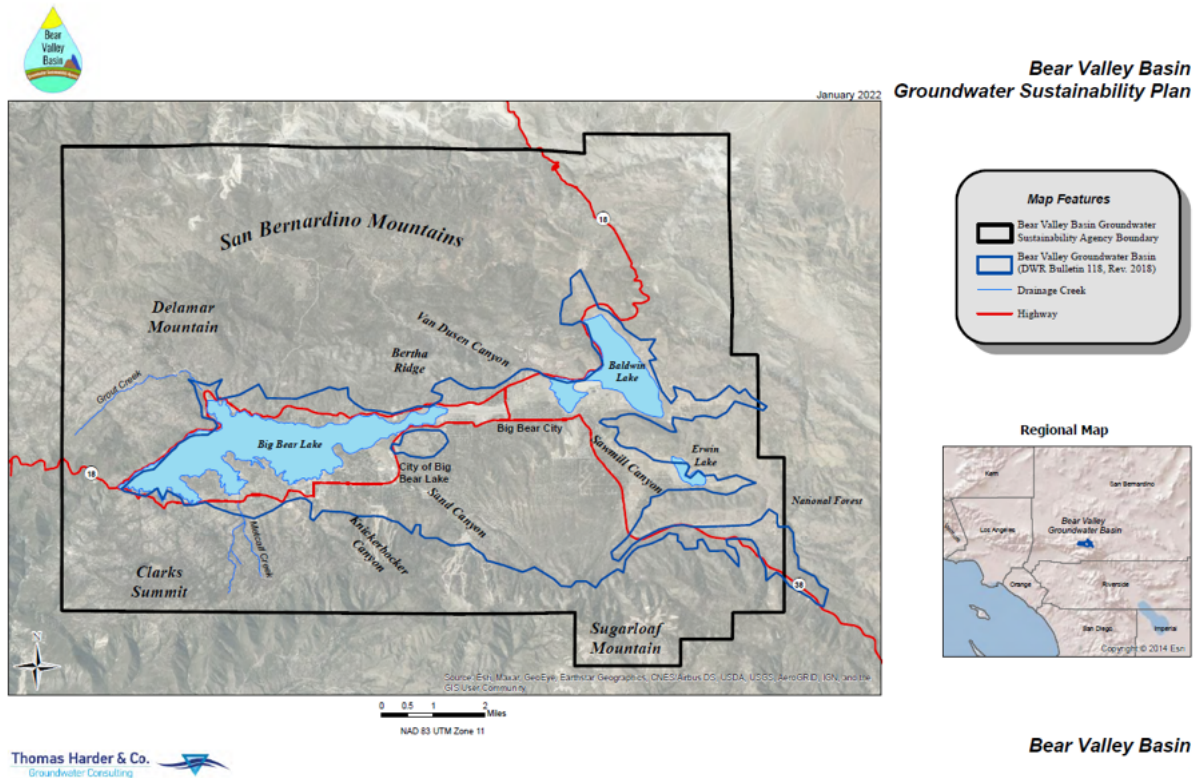 Bear
Valley
Basin
Bear Valley Basin
Groundwater Sustainability Plan
January 2022
San Bernardino Mountains
18
Delamar
Mountain
Van Dusen Canyon
Bertha
Ridge
Baldwin
Lake
Grout Creek
Big Bear Lake
Big Bear City
City of Big
Bear Lake
Sawmill Canyon
Erwin
Lake
18
Sand Canyon
Knickerbacker
Canyon
Metcalf Creek
National Forest
Clarks
Summit
38
Sugarloaf
Mountain
N
Source: Esri, Maxar, GeoEye, Earthstar Geographics, CNES/Airbus DS, USDA, USGS, AeroGRID, IGN, and the
GIS User Community
0 0.5 1 2
Miles
NAD 83 UTM Zone 11
Map Features
Bear Valley Basin Groundwater
Sustainability Agency Boundary
Bear Valley Groundwater Basin
(DWR Bulletin 118, Rev. 2018)
Drainage Creek
Highway
Regional Map
Kern
San Bernardino
Los Angeles
Bear Valley
Groundwater Basin
Orange
Riverside
San Diego
Imperial
Copyright © 2014 Esri
Thomas Harder & Co.
Groundwater Consulting
Bear Valley Basin